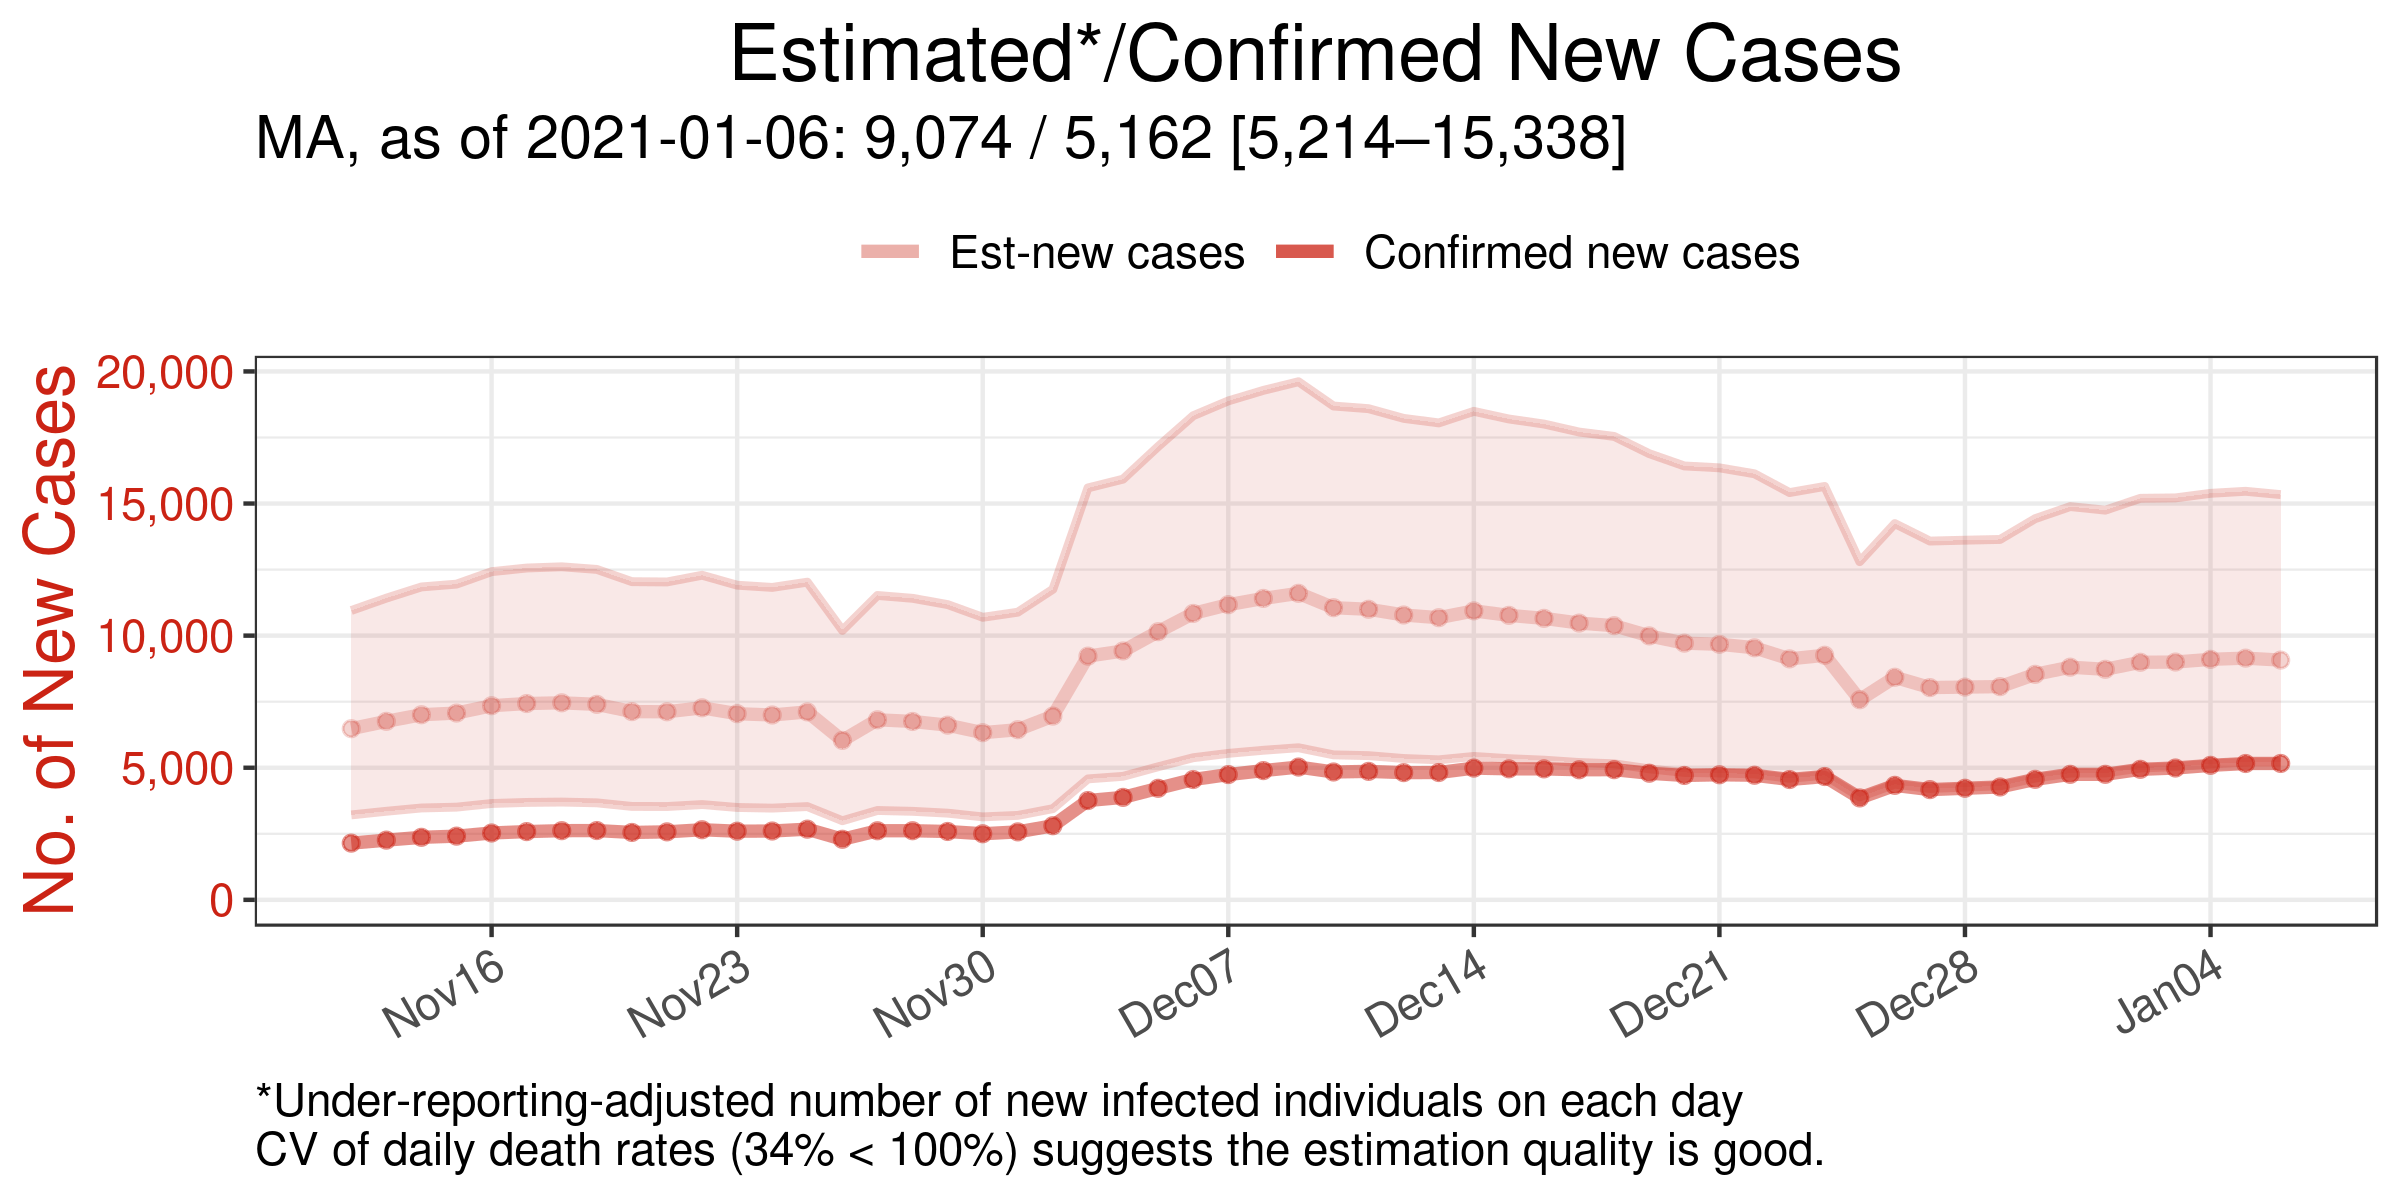 Estimated*/Confirmed New Cases
MA, as of 2021-01-06: 9,074 / 5,162 [5,214–15,338]
Est-new cases Confirmed new cases
No. of New Cases
20,000
15,000
10,000
5,000
0
Nov16 Nov23 Nov30 Dec07 Dec14 Dec21 Dec28 Jan04
*Under-reporting-adjusted number of new infected individuals on each day
CV of daily death rates (34% < 100%) suggests the estimation quality is good.